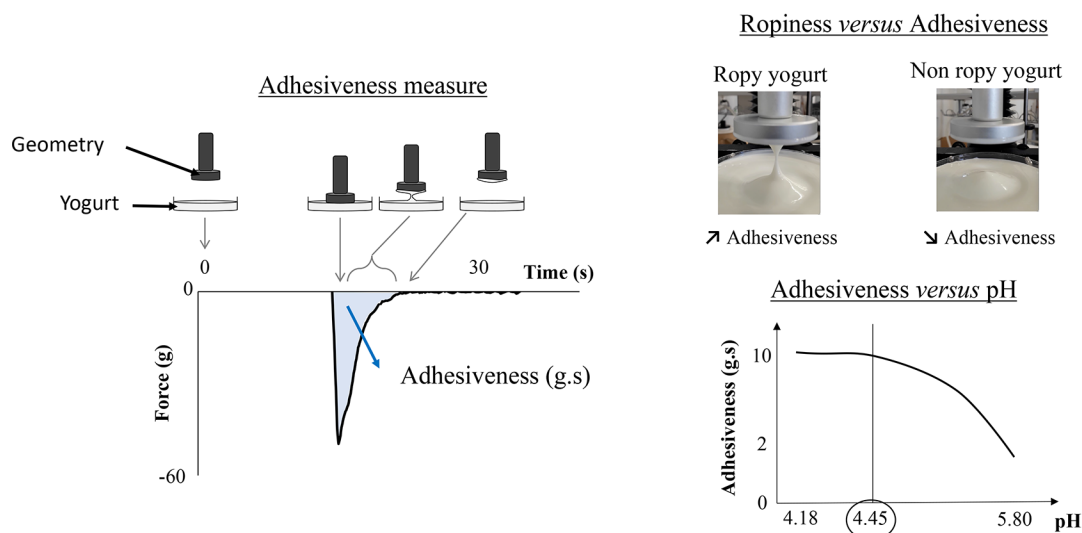 Ropiness versus Adhesiveness
Ropy yogurt
Non ropy yogurt
↗ Adhesiveness
↘ Adhesiveness
Adhesiveness measure
Geometry
Yogurt
0
30
Time (s)
0
Force (g)
-60
Adhesiveness (g.s)
Adhesiveness versus pH
Adhesiveness (g.s)
10
2
0
4.18
4.45
5.80
pH